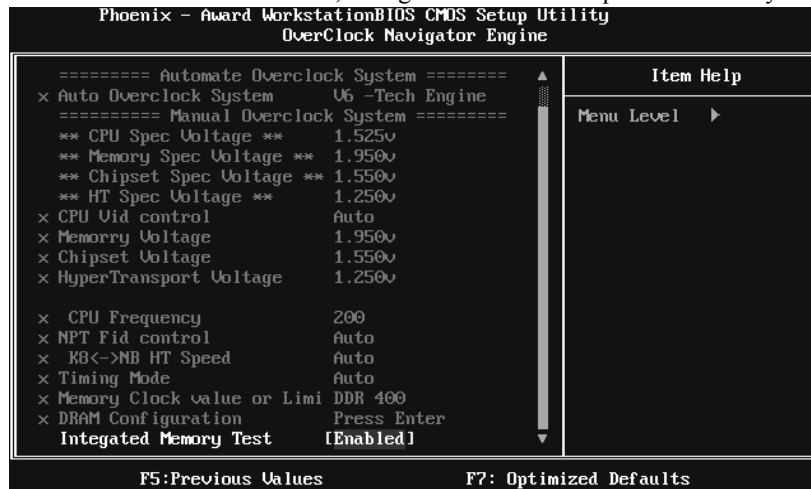 Phoenix - Award WorkstationBIOS CMOS Setup Utility
OverClock Navigator Engine
========= Automate Overclock System ========
x Auto Overclock System V6 -Tech Engine
========== Manual Overclock System =========
** CPU Spec Voltage ** 1.525v
** Memory Spec Voltage ** 1.950v
** Chipset Spec Voltage ** 1.550v
** HT Spec Voltage ** 1.250v
x CPU Vid control Auto
x Memorry Voltage 1.950v
x Chipset Voltage 1.550v
x HyperTransport Voltage 1.250v
x CPU Frequency 200
x NPT Fid control Auto
x K8<->NB HT Speed Auto
x Timing Mode Auto
x Memory Clock value or Limi DDR 400
x DRAM Configuration Press Enter
Integated Memory Test [Enabled]
Item Help
Menu Level ▶
F5:Previous Values F7: Optimized Defaults